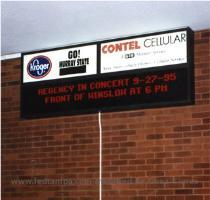 Kroger
GO!
MURRAY STATE
CONTEL CELLULAR
REGENCY IN CONCERT 9-27-95
FRONT OF WINSLOW AT 6 PM